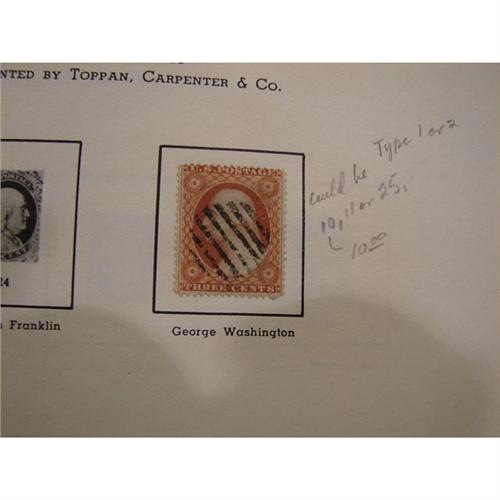 NTED BY TOPPAN, CARPENTER & CO.
U.S. POSTAGE
THREE CENTS
24
n Franklin
George Washington
could be Type 1 or 2
10, 11 or 25,
10.00